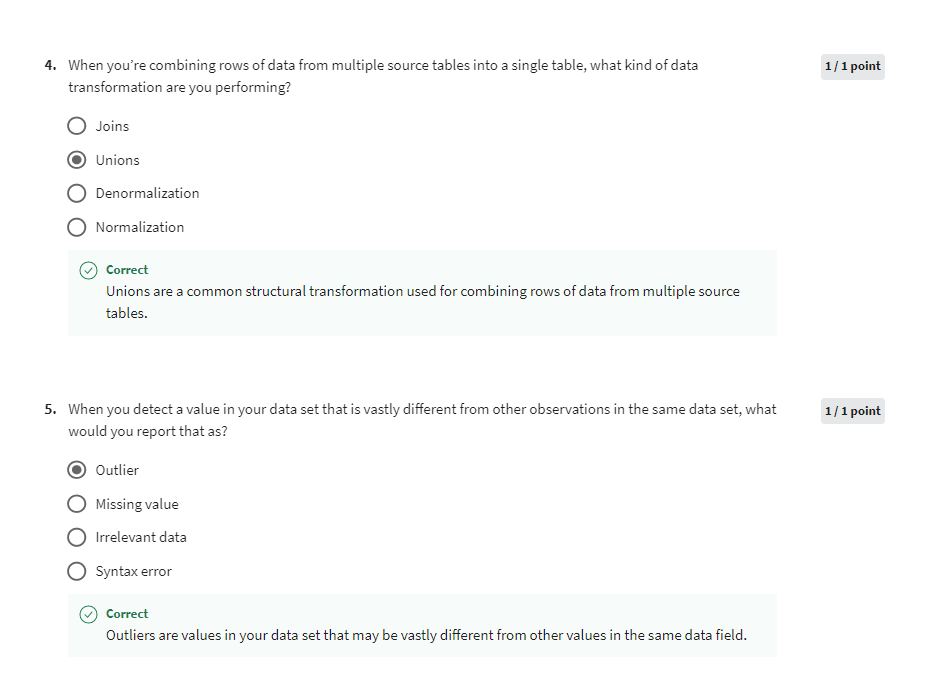 4. When you’re combining rows of data from multiple source tables into a single table, what kind of data 1 / 1 point
transformation are you performing?
Joins
Unions
Denormalization
Normalization
Correct
Unions are a common structural transformation used for combining rows of data from multiple source
tables.
5. When you detect a value in your data set that is vastly different from other observations in the same data set, what 1 / 1 point
would you report that as?
Outlier
Missing value
Irrelevant data
Syntax error
Correct
Outliers are values in your data set that may be vastly different from other values in the same data field.